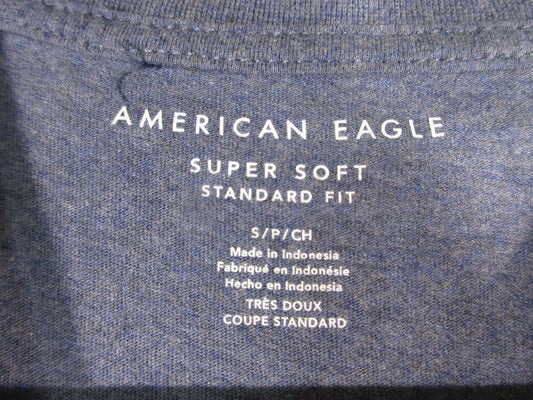 AMERICAN EAGLE
SUPER SOFT
STANDARD FIT
S/P/CH
Made in Indonesia
Fabriqué en Indonésie
Hecho en Indonesia
TRÈS DOUX
COUPE STANDARD